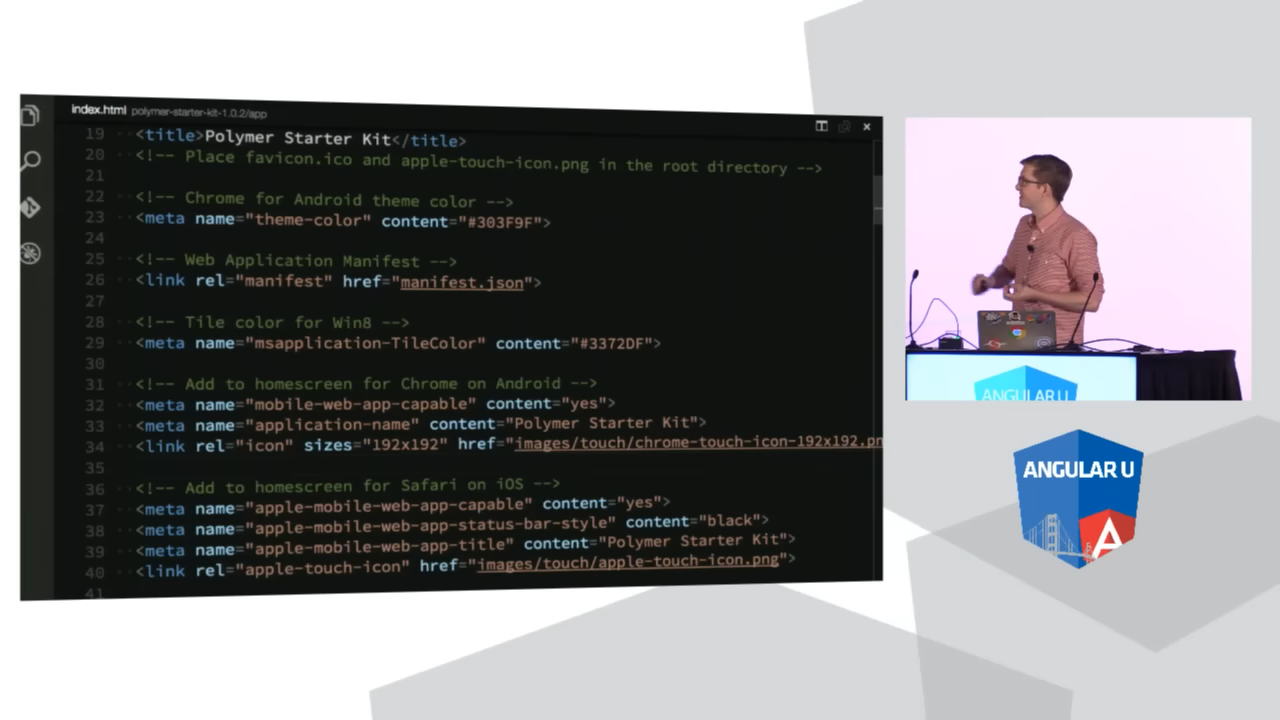 index.html polymer-starter-kit-1.0.2/app
19 <title>Polymer Starter Kit</title>
20 <!-- Place favicon.ico and apple-touch-icon.png in the root directory -->
21
22 <!-- Chrome for Android theme color -->
23 <meta name="theme-color" content="#303F9F">
24
25 <!-- Web Application Manifest -->
26 <link rel="manifest" href="manifest.json">
27
28 <!-- Tile color for Win8 -->
29 <meta name="msapplication-TileColor" content="#3372DF">
30
31 <!-- Add to homescreen for Chrome on Android -->
32 <meta name="mobile-web-app-capable" content="yes">
33 <meta name="application-name" content="Polymer Starter Kit">
34 <link rel="icon" sizes="192x192" href="images/touch/chrome-touch-icon-192x192.pn
35
36 <!-- Add to homescreen for Safari on iOS -->
37 <meta name="apple-mobile-web-app-capable" content="yes">
38 <meta name="apple-mobile-web-app-status-bar-style" content="black">
39 <meta name="apple-mobile-web-app-title" content="Polymer Starter Kit">
40 <link rel="apple-touch-icon" href="images/touch/apple-touch-icon.png">
41
ANGULAR U
ANGULAR U
A